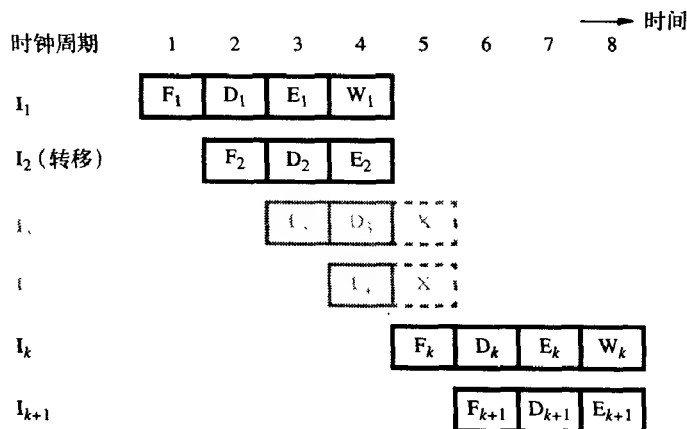 时间
时钟周期 1 2 3 4 5 6 7 8
I₁ F₁ D₁ E₁ W₁
I₂(转移) F₂ D₂ E₂
D₃ X
X
Iₖ Fₖ Dₖ Eₖ Wₖ
Iₖ₊₁ Fₖ₊₁ Dₖ₊₁ Eₖ₊₁